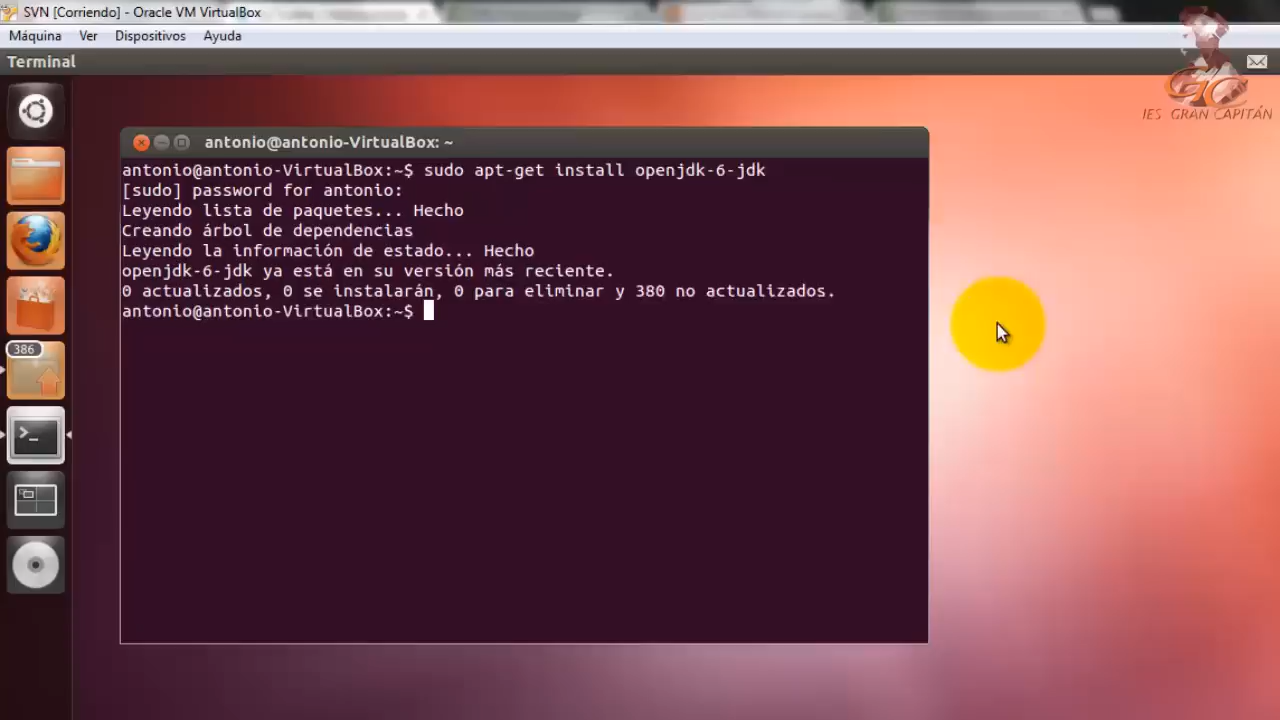 SVN [Corriendo] - Oracle VM VirtualBox
Máquina Ver Dispositivos Ayuda
Terminal
IES GRAN CAPITÁN
antonio@antonio-VirtualBox: ~
antonio@antonio-VirtualBox:~$ sudo apt-get install openjdk-6-jdk
[sudo] password for antonio:
Leyendo lista de paquetes... Hecho
Creando árbol de dependencias
Leyendo la información de estado... Hecho
openjdk-6-jdk ya está en su versión más reciente.
0 actualizados, 0 se instalarán, 0 para eliminar y 380 no actualizados.
antonio@antonio-VirtualBox:~$
386
>_